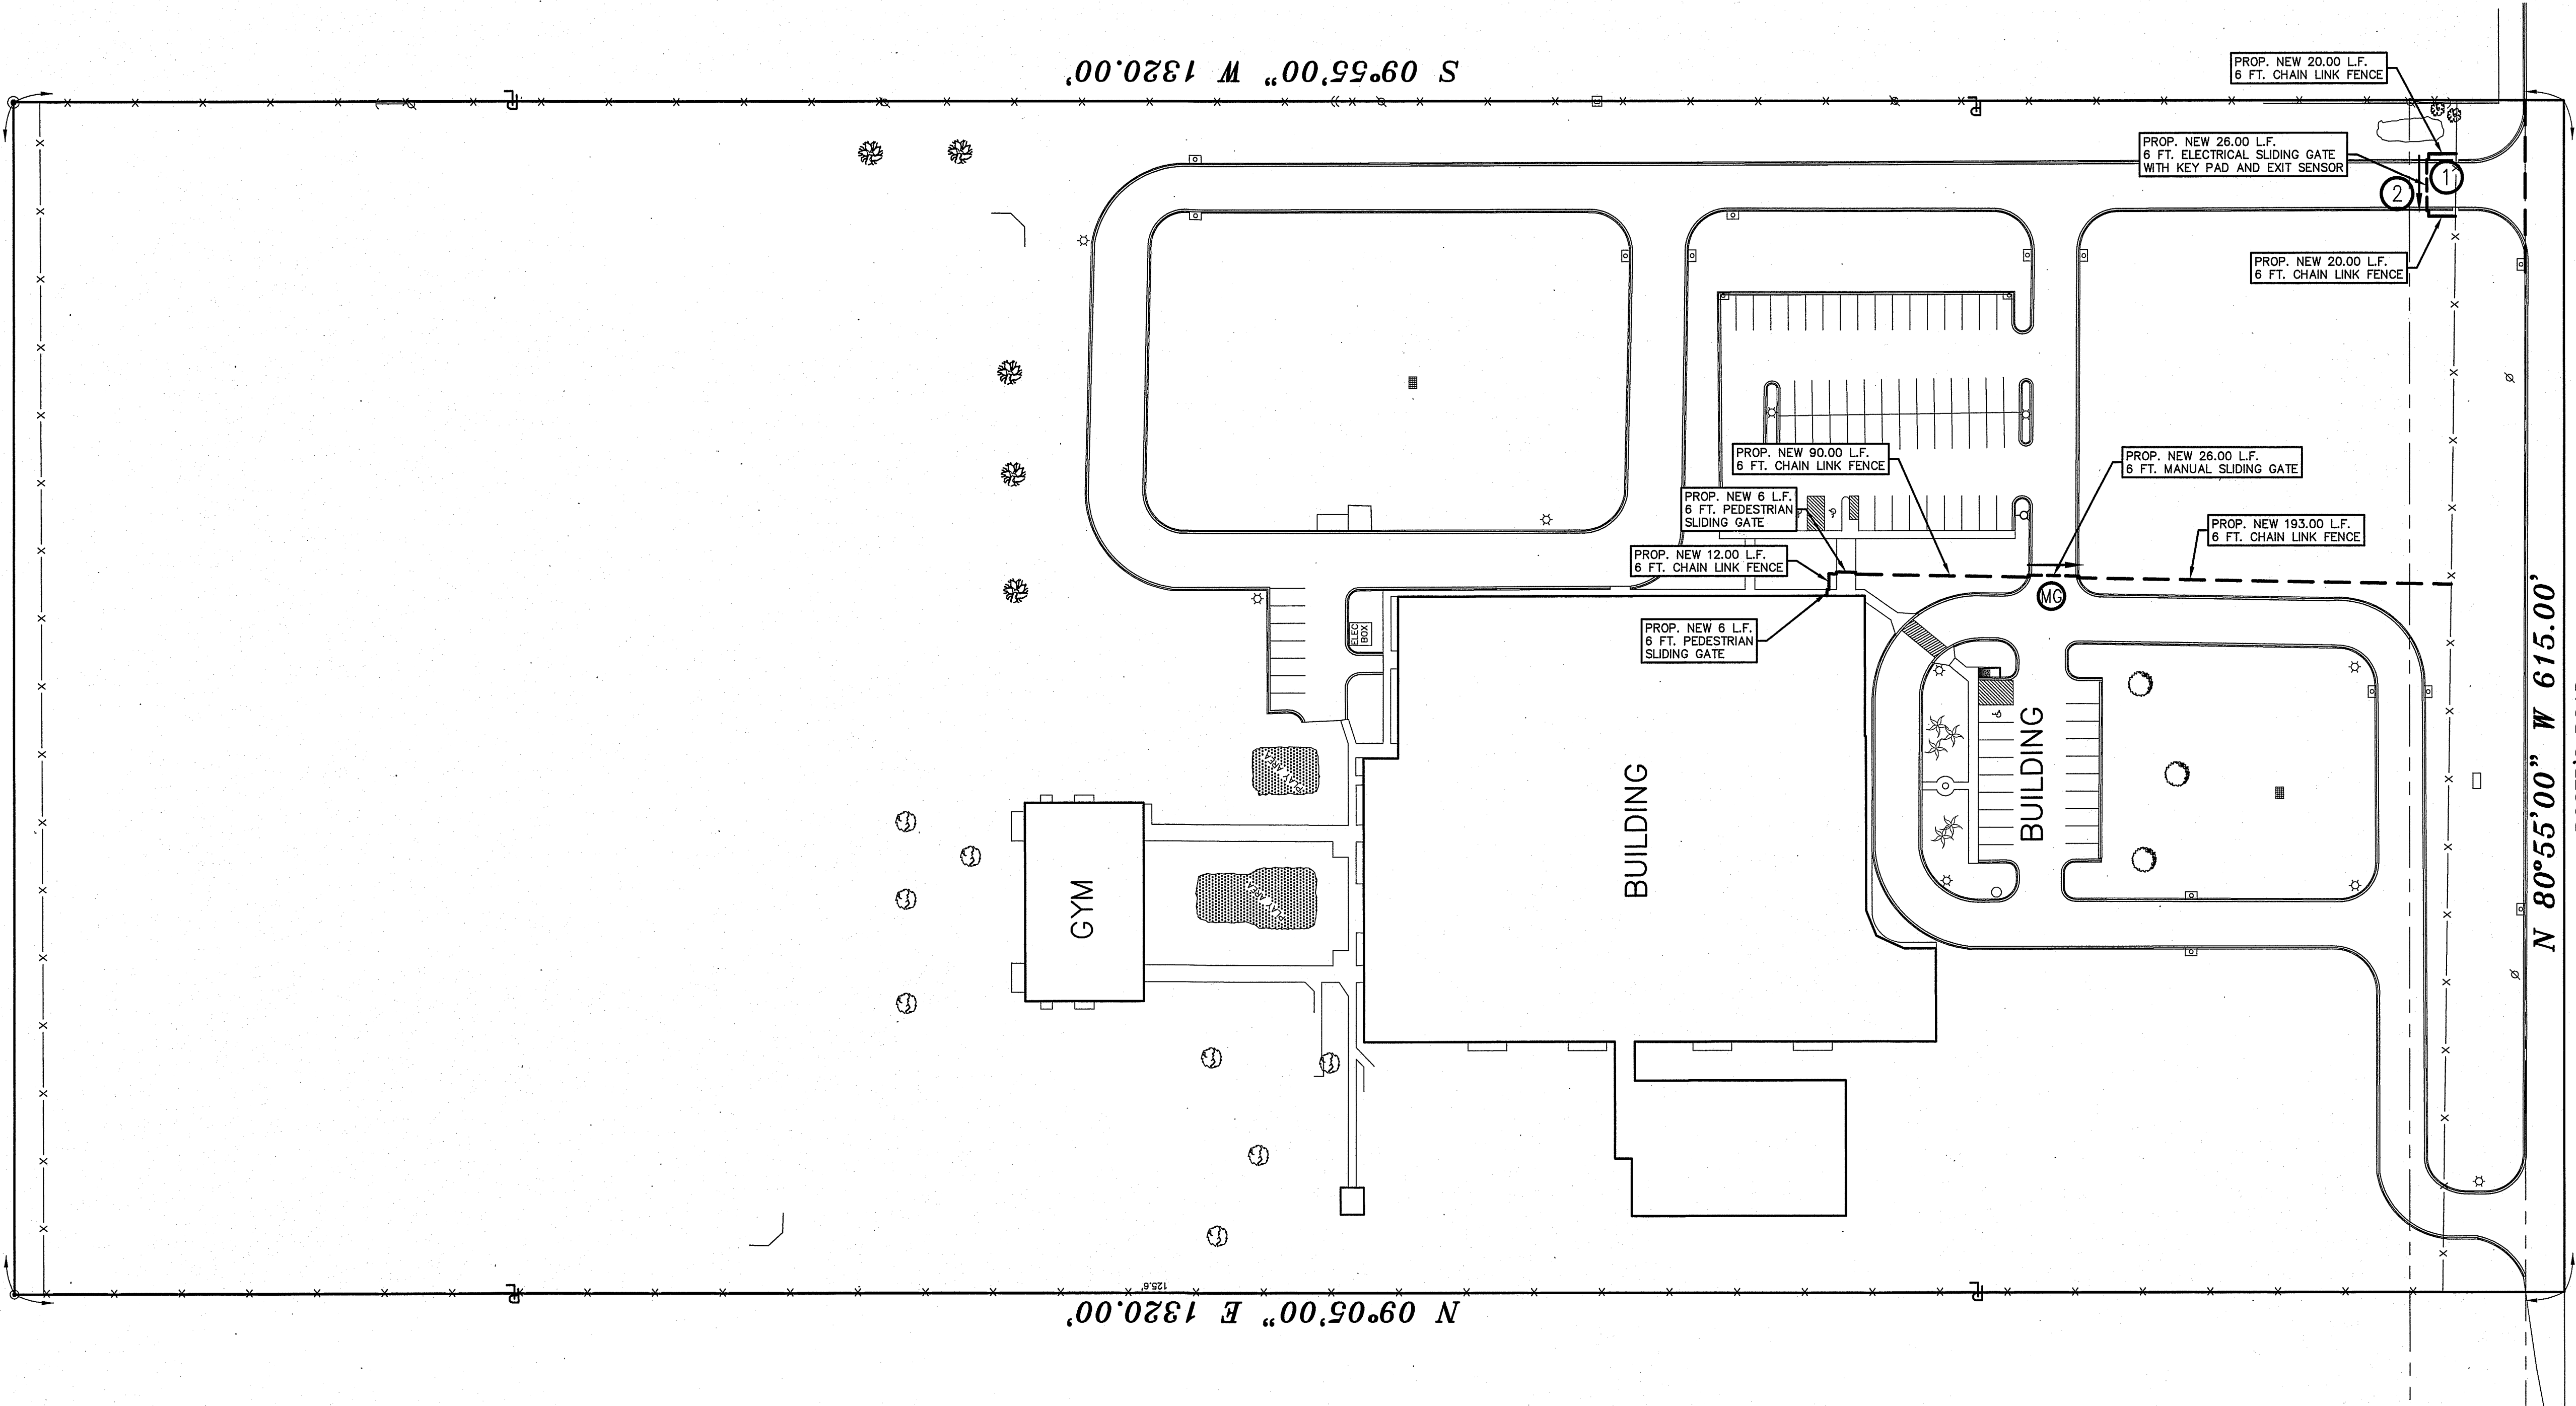 S 09°55'00" W 1320.00'
PROP. NEW 20.00 L.F.
6 FT. CHAIN LINK FENCE
PROP. NEW 26.00 L.F.
6 FT. ELECTRICAL SLIDING GATE
WITH KEY PAD AND EXIT SENSOR
1
2
PROP. NEW 20.00 L.F.
6 FT. CHAIN LINK FENCE
PROP. NEW 90.00 L.F.
6 FT. CHAIN LINK FENCE
PROP. NEW 26.00 L.F.
6 FT. MANUAL SLIDING GATE
PROP. NEW 6 L.F.
6 FT. PEDESTRIAN
SLIDING GATE
PROP. NEW 193.00 L.F.
6 FT. CHAIN LINK FENCE
PROP. NEW 12.00 L.F.
6 FT. CHAIN LINK FENCE
MG
PROP. NEW 6 L.F.
6 FT. PEDESTRIAN
SLIDING GATE
ELEC
BOX
BUILDING
BUILDING
GYM
N 80°55'00" W 615.00'
125.6'
N 09°05'00" E 1320.00'